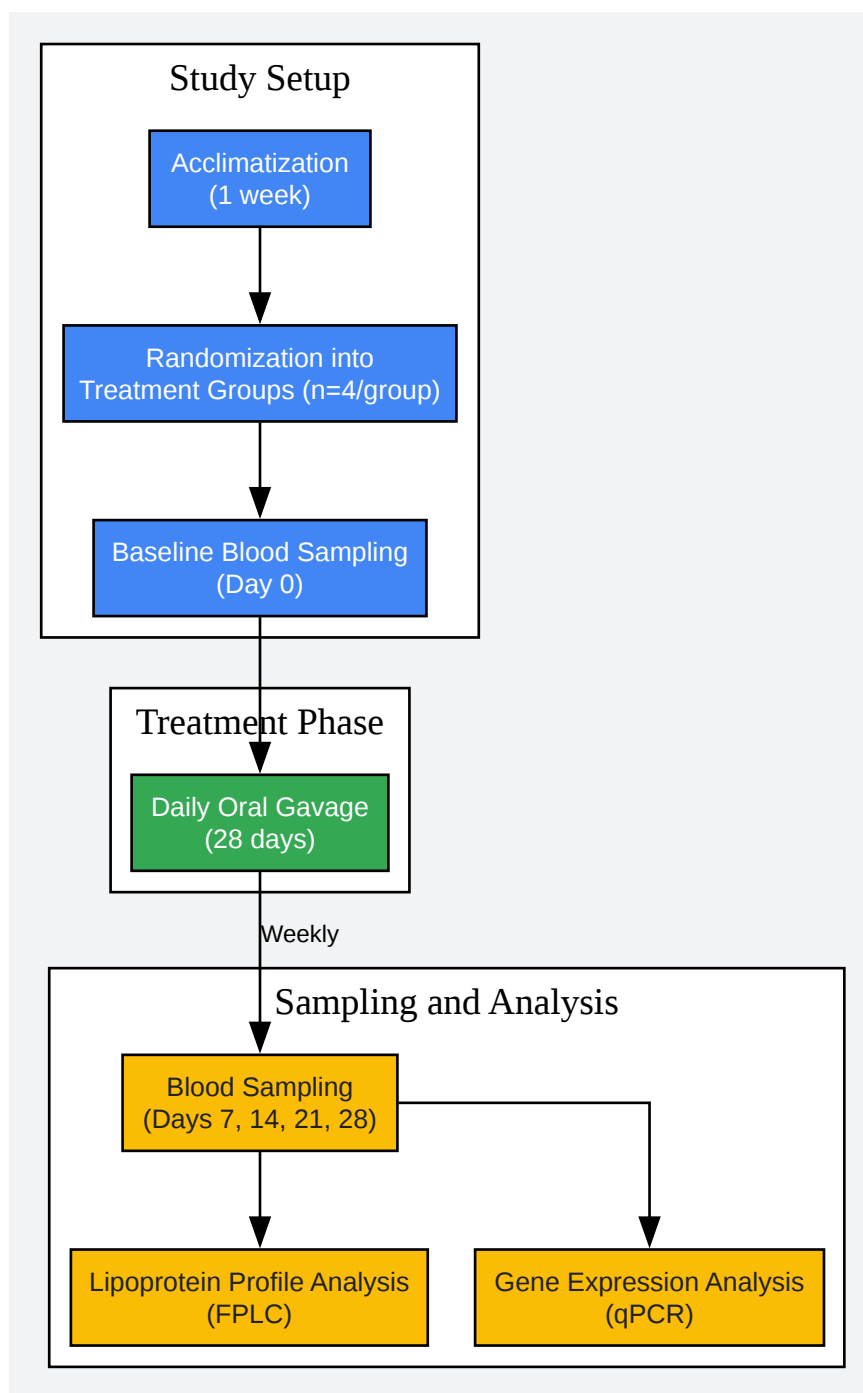 Study Setup
Acclimatization
(1 week)
Randomization into
Treatment Groups (n=4/group)
Baseline Blood Sampling
(Day 0)
Treatment Phase
Daily Oral Gavage
(28 days)
Weekly
Sampling and Analysis
Blood Sampling
(Days 7, 14, 21, 28)
Lipoprotein Profile Analysis
(FPLC)
Gene Expression Analysis
(qPCR)